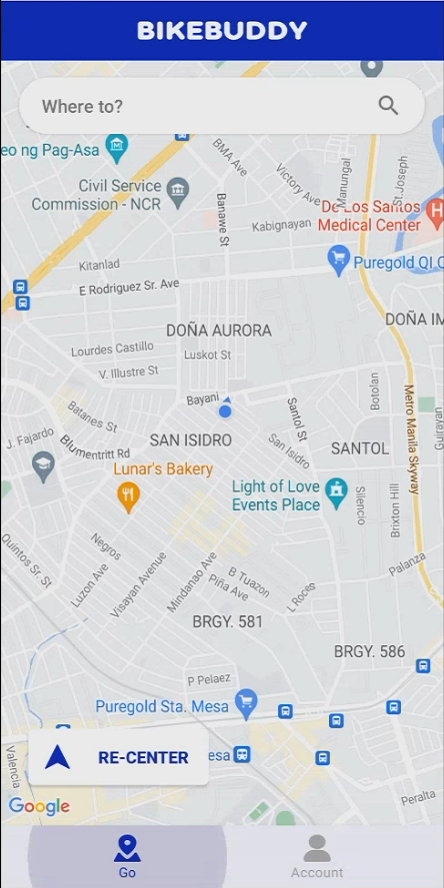 BIKEBUDDY
Where to?
eo ng Pag-Asa
BMA Ave
Victory Ave
Manungal
St.Joseph
Civil Service
Commission - NCR
Banawe St
Kabignayan
De Los Santos
Medical Center
H
Puregold QI C
Kitanlad
E Rodriguez Sr. Ave
DOÑA AURORA
DOÑA IM
Lourdes Castillo
Luskot St
V. Illustre St
Bayani
Batanes St
Santol St
Botolan
Metro Manila Skyway
J. Fajardo
Blumentritt Rd
SAN ISIDRO
San Isidro
SANTOL
Lunar's Bakery
Light of Love
Events Place
Silencio
Brixton Hill
Quintos Sr. St
Negros
Luzon Ave
Visayan Avenue
Mindanao Ave
B Tuazon
Piña Ave
L Roces
Palanza
BRGY. 581
BRGY. 586
P Pelaez
Puregold Sta. Mesa
RE-CENTER
esa
Valencia
Google
Peralta
Go
Account